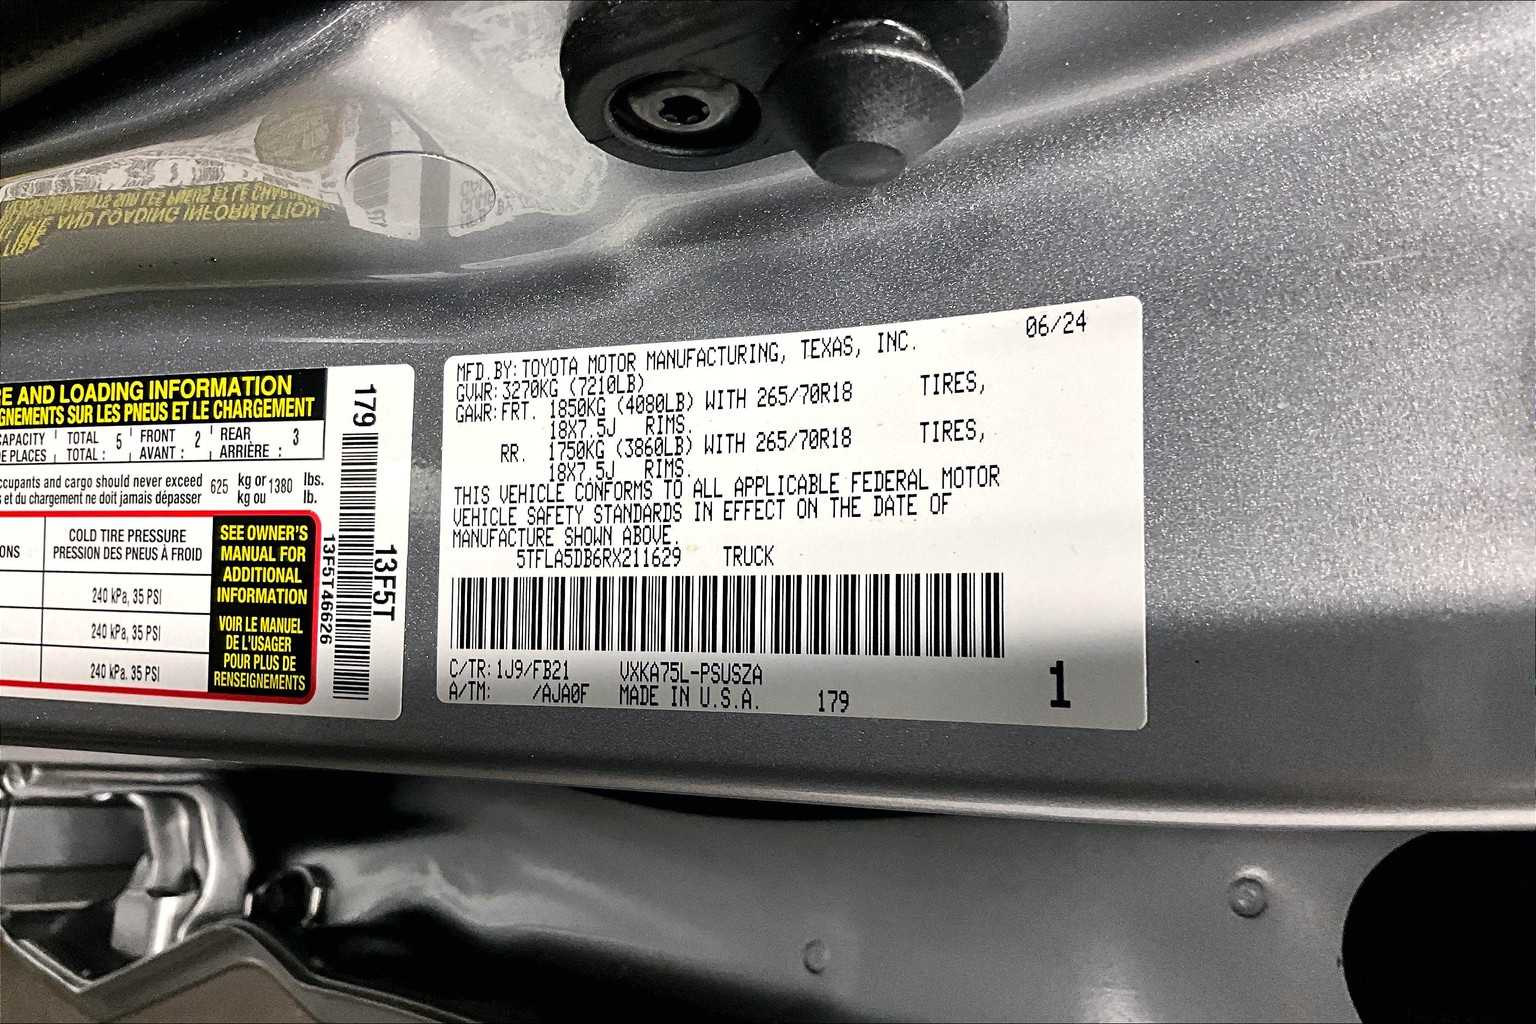 RE AND LOADING INFORMATION
GNEMENTS SUR LES PNEUS ET LE CHARGEMENT
CAPACITY TOTAL 5 FRONT 2 REAR 3
DE PLACES TOTAL : AVANT : ARRIÈRE :
ccupants and cargo should never exceed 625 kg or 1380 lbs.
s et du chargement ne doit jamais dépasser kg ou lb.
COLD TIRE PRESSURE
ONS PRESSION DES PNEUS À FROID
240 kPa, 35 PSI
240 kPa, 35 PSI
240 kPa, 35 PSI
SEE OWNER'S
MANUAL FOR
ADDITIONAL
INFORMATION
VOIR LE MANUEL
DE L'USAGER
POUR PLUS DE
RENSEIGNEMENTS
179
13F5T
13F5T46626
06/24
MFD.BY:TOYOTA MOTOR MANUFACTURING, TEXAS, INC.
GVWR:3270KG (7210LB)
GAWR:FRT. 1850KG (4080LB) WITH 265/70R18 TIRES,
18X7.5J RIMS.
RR. 1750KG (3860LB) WITH 265/70R18 TIRES,
18X7.5J RIMS.
THIS VEHICLE CONFORMS TO ALL APPLICABLE FEDERAL MOTOR
VEHICLE SAFETY STANDARDS IN EFFECT ON THE DATE OF
MANUFACTURE SHOWN ABOVE.
5TFLA5DB6RX211629 TRUCK
C/TR:1J9/FB21 VXKA75L-PSUSZA
A/TM: /AJA0F MADE IN U.S.A. 179
1